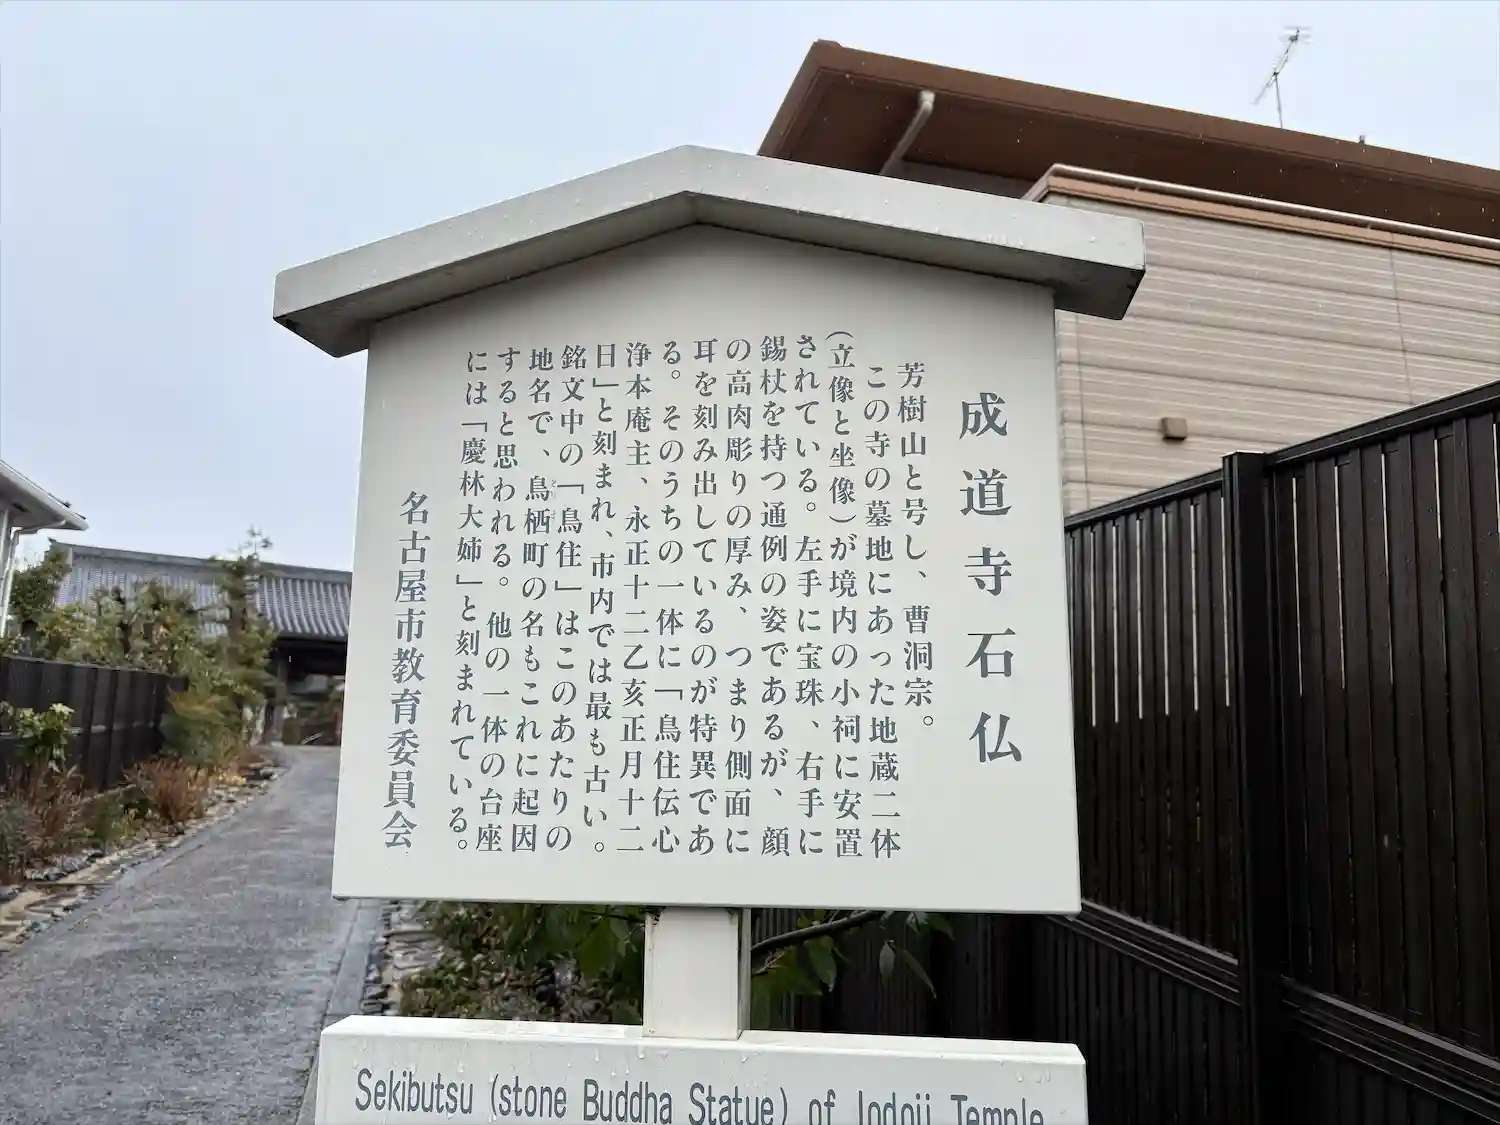 成道寺石仏
芳樹山と号し、曹洞宗。
この寺の墓地にあった地蔵二体
(立像と坐像)が境内の小祠に安置
されている。左手に宝珠、右手に
錫杖を持つ通例の姿であるが、顔
の高肉彫りの厚み、つまり側面に
耳を刻み出しているのが特異であ
る。そのうちの一体に「鳥住伝心
浄本庵主、永正十二乙亥正月十二
日」と刻まれ、市内では最も古い。
銘文中の「鳥住」はこのあたりの
地名で、鳥栖町の名もこれに起因
すると思われる。他の一体の台座
には「慶林大姉」と刻まれている。
名古屋市教育委員会
Sekibutsu (stone Buddha Statue) of Jodoji Temple